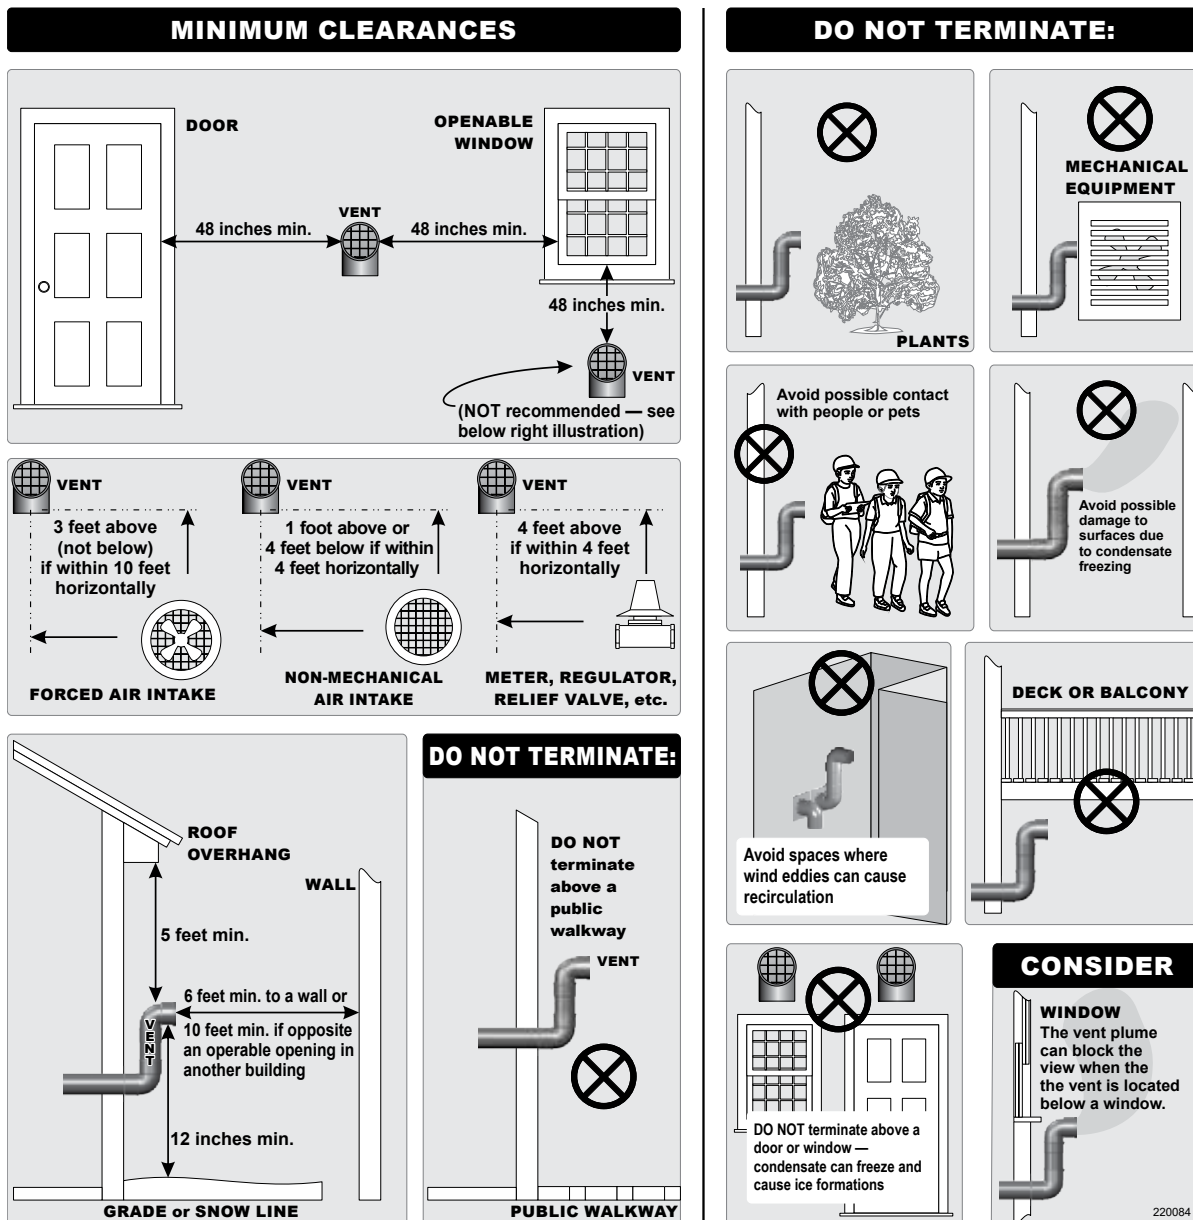 MINIMUM CLEARANCES
DOOR
OPENABLE
WINDOW
VENT
48 inches min.
48 inches min.
48 inches min.
VENT
(NOT recommended — see
below right illustration)
VENT
3 feet above
(not below)
if within 10 feet
horizontally
FORCED AIR INTAKE
VENT
1 foot above or
4 feet below if within
4 feet horizontally
NON-MECHANICAL
AIR INTAKE
VENT
4 feet above
if within 4 feet
horizontally
METER, REGULATOR,
RELIEF VALVE, etc.
ROOF
OVERHANG
WALL
5 feet min.
6 feet min. to a wall or
10 feet min. if opposite
an operable opening in
another building
VENT
12 inches min.
GRADE or SNOW LINE
DO NOT TERMINATE:
DO NOT
terminate
above a
public
walkway
VENT
PUBLIC WALKWAY
DO NOT TERMINATE:
PLANTS
MECHANICAL
EQUIPMENT
Avoid possible contact
with people or pets
Avoid possible
damage to
surfaces due
to condensate
freezing
Avoid spaces where
wind eddies can cause
recirculation
DECK OR BALCONY
DO NOT terminate above a
door or window —
condensate can freeze and
cause ice formations
CONSIDER
WINDOW
The vent plume
can block the
view when the
the vent is located
below a window.
220084